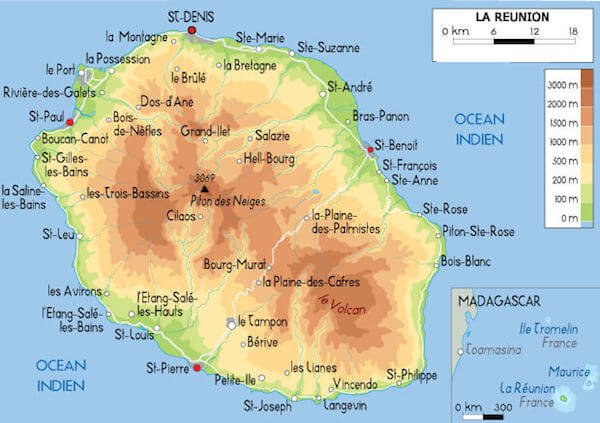 ST-DENIS
la Montagne
Ste-Marie
Ste-Suzanne
la Possession
le Port
le Brûlé
la Bretagne
Rivière-des-Galets
St-André
Dos-d'Ane
St-Paul
Bois-
de-Nèfles
Bras-Panon
Boucan-Canot
Grand-Ilet
Salazie
St-Benoit
St-Gilles-
les-Bains
Hell-Bourg
St-François
Ste-Anne
3069
Piton des Neiges
la Saline-
les-Bains
les-Trois-Bassins
Cilaos
la-Plaine-
des-Palmistes
Ste-Rose
St-Leu
Piton-Ste-Rose
Bourg-Mural
Bois-Blanc
les Avirons
l'Etang-Salé-
les-Hauts
la Plaine-des-Cafres
l'Etang-Salé-
les-Bains
Le Volcan
St-Louis
le Tampon
Bérive
St-Pierre
Petite-Ile
les Lianes
Vincendo
St-Philippe
St-Joseph
Langevin
OCEAN
INDIEN
OCEAN
INDIEN
LA REUNION
0 km 6 12 18
3000 m
2000 m
1500 m
1000 m
500 m
200 m
100 m
0 m
MADAGASCAR
Ile Tromelin
France
Toamasina
Maurice
la Réunion
France
0 km 300